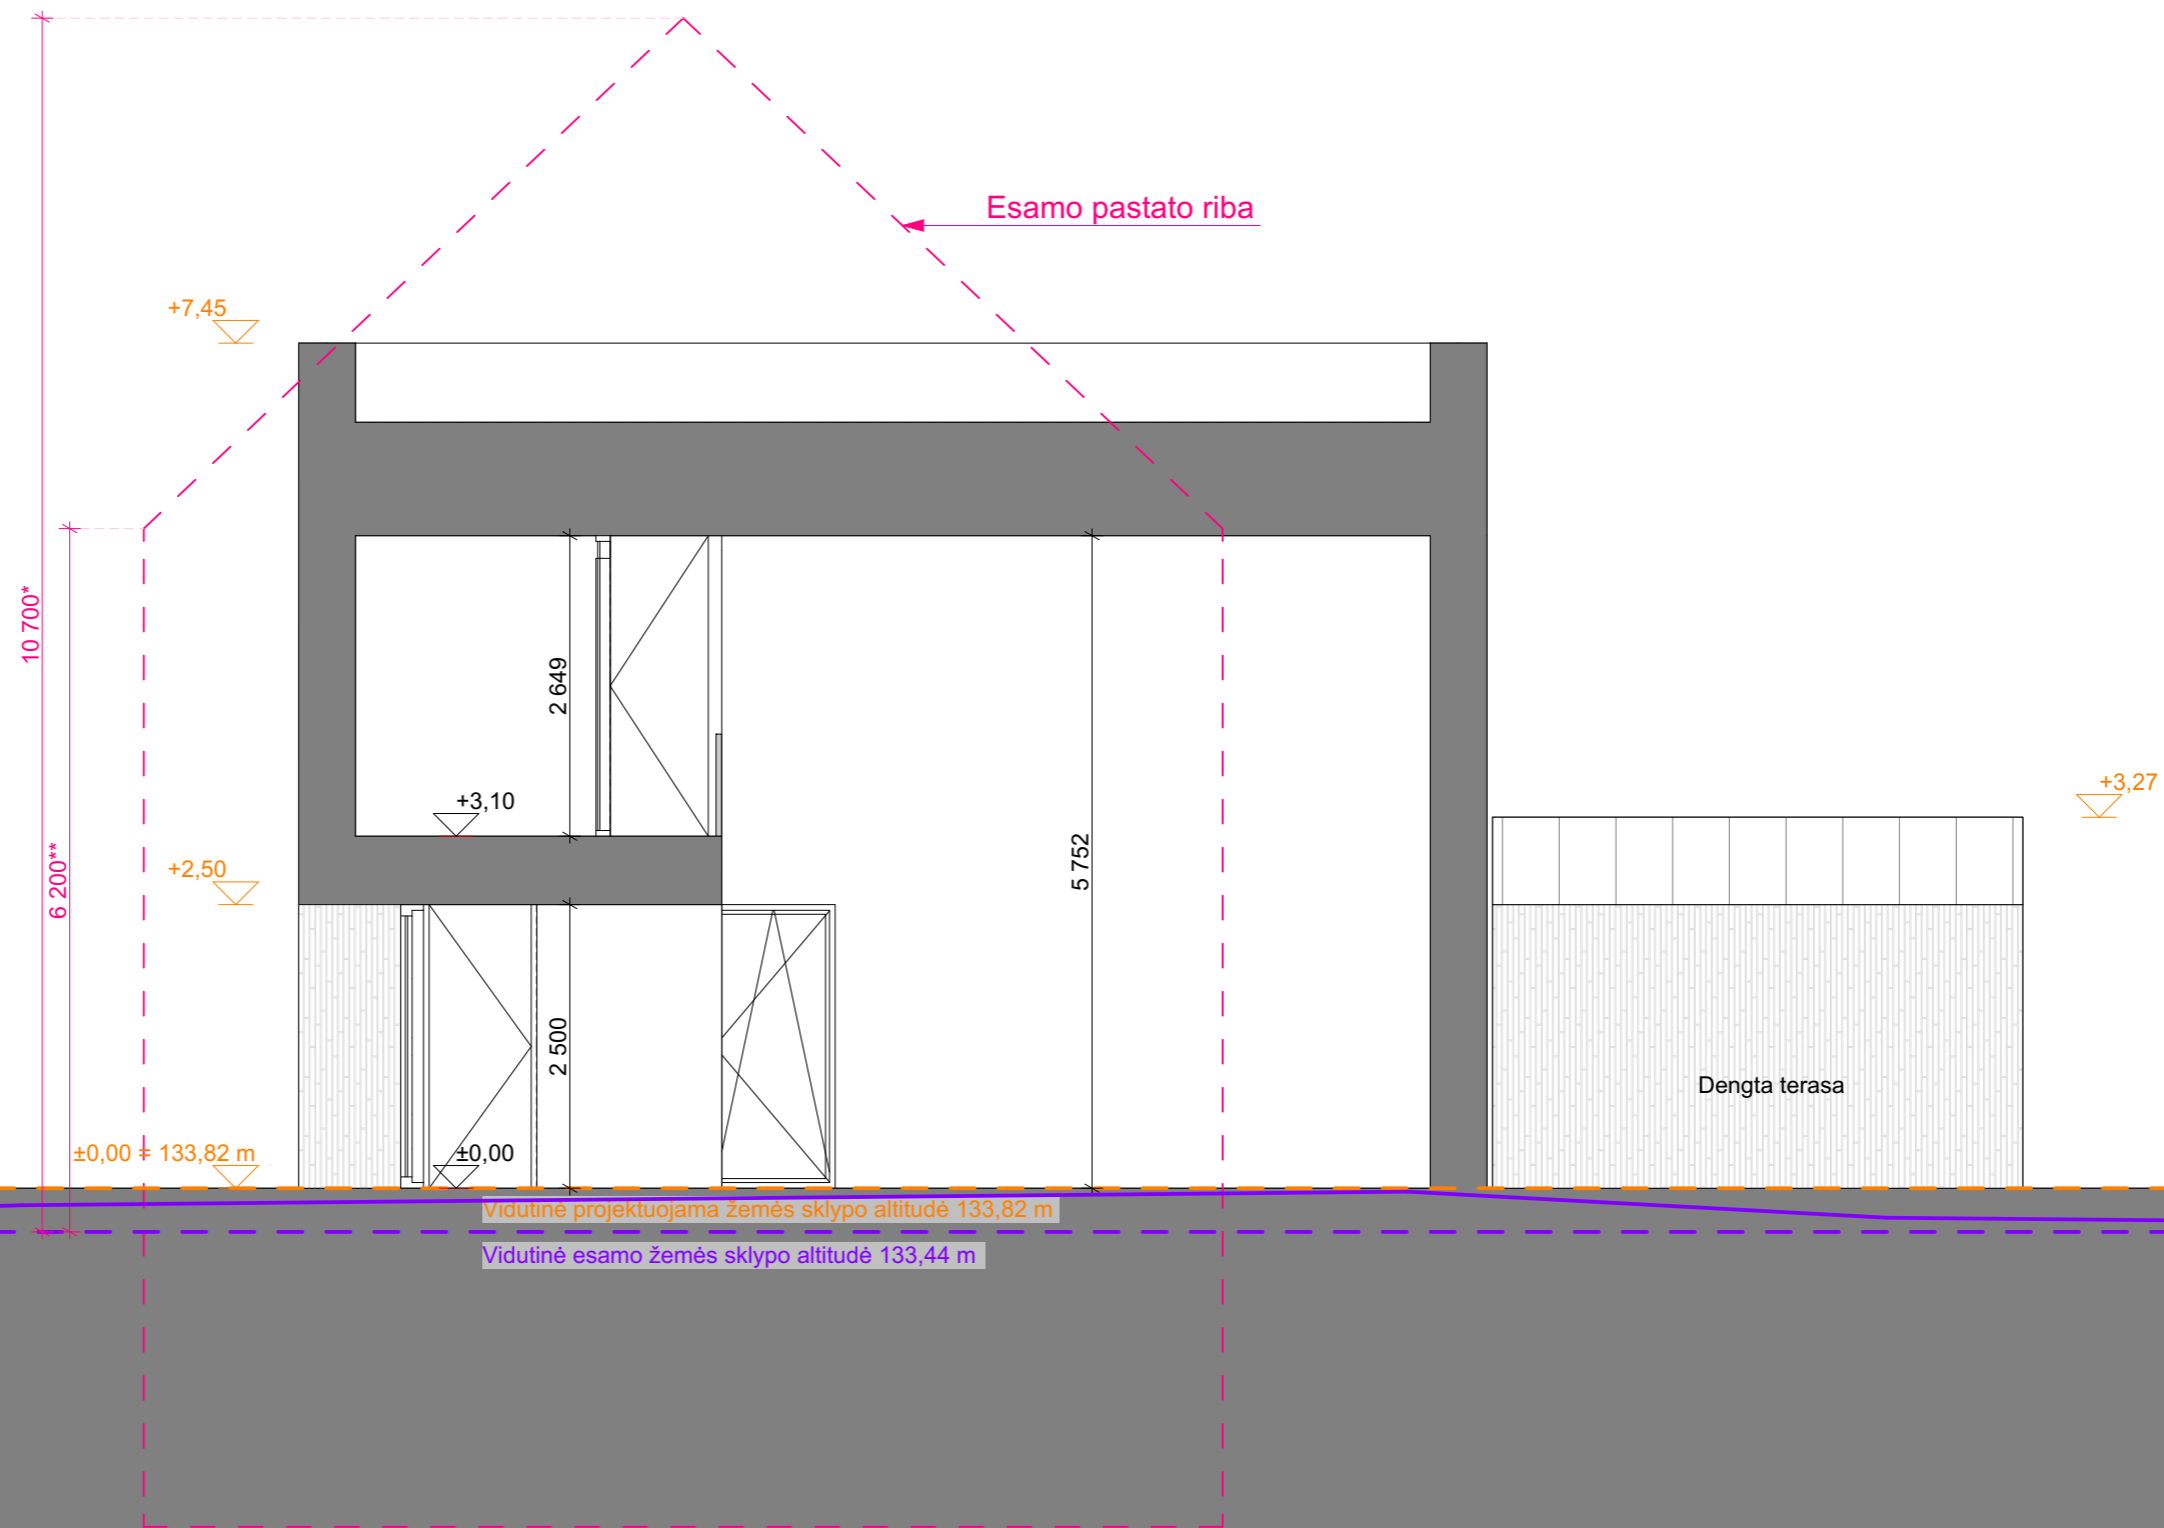 Esamo pastato riba
+7,45
10 700*
2 649
+3,10
+3,27
6 200**
+2,50
5 752
2 500
Dengta terasa
±0,00 = 133,82 m
±0,00
Vidutinė projektuojama žemės sklypo altitudė 133,82 m
Vidutinė esamo žemės sklypo altitudė 133,44 m